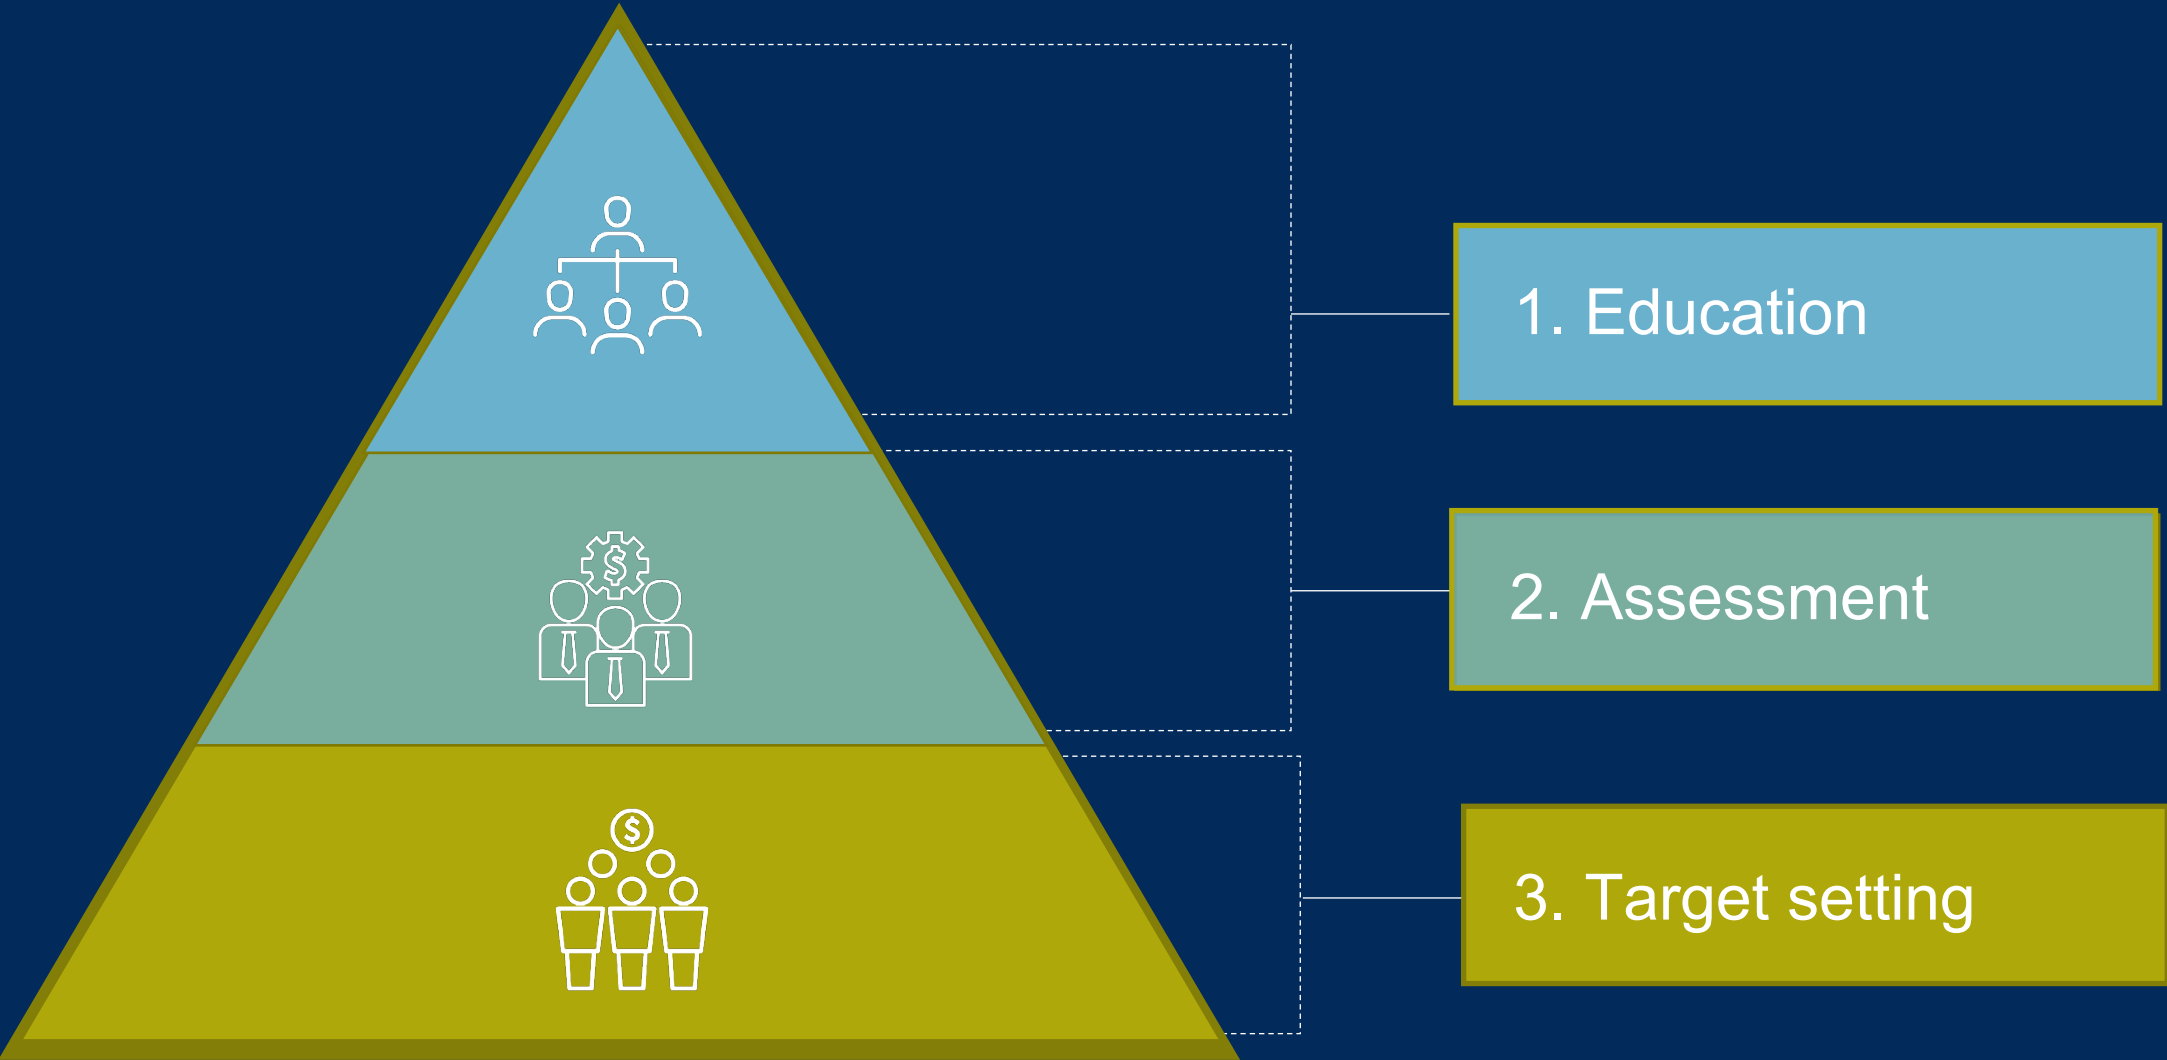 1. Education
$
2. Assessment
$
3. Target setting